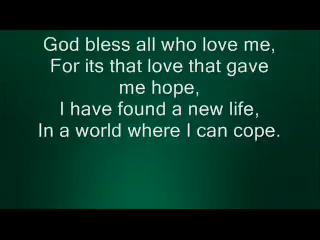 God bless all who love me,
For its that love that gave
me hope,
I have found a new life,
In a world where I can cope.